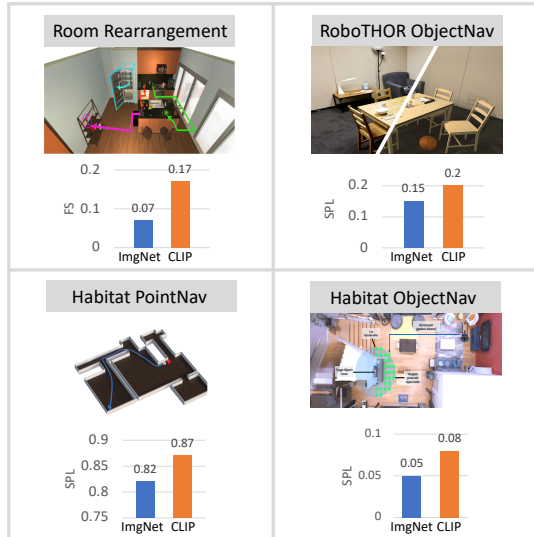 Room Rearrangement
0.2
0.1
0
FS
0.07
0.17
ImgNet CLIP
RoboTHOR ObjectNav
0.2
0.1
0
SPL
0.15
0.2
ImgNet CLIP
Habitat PointNav
0.9
0.85
0.8
0.75
SPL
0.82
0.87
ImgNet CLIP
Habitat ObjectNav
0.1
0.05
0
SPL
0.05
0.08
ImgNet CLIP